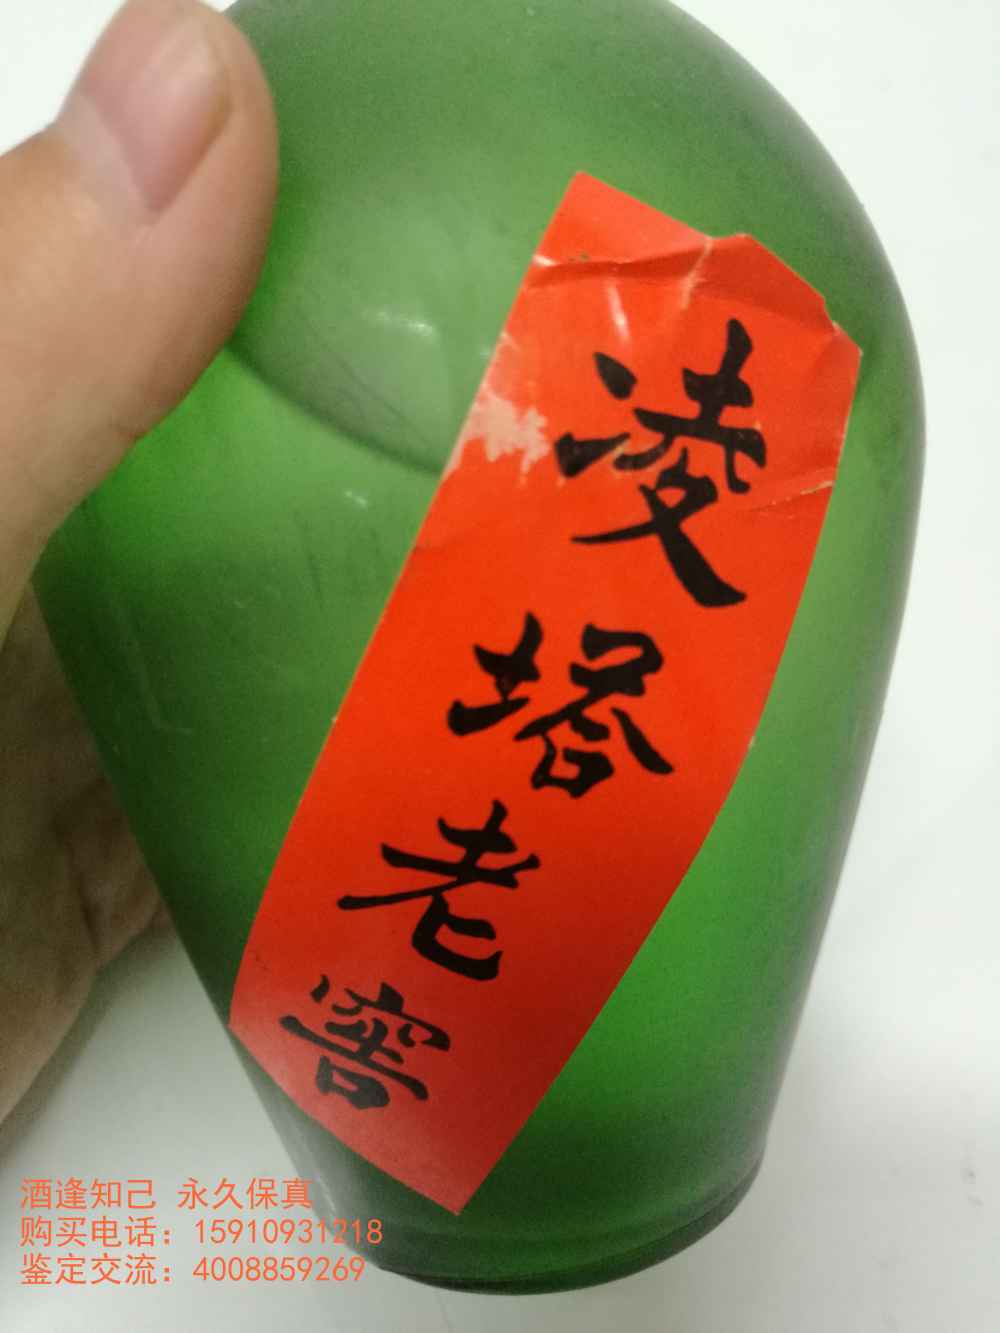 凌塔老窖
酒逢知己 永久保真
购买电话：15910931218
鉴定交流：4008859269